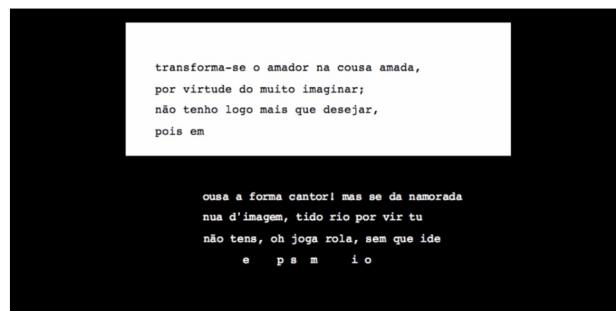 transforma-se o amador na cousa amada,
por virtude do muito imaginar;
não tenho logo mais que desejar,
pois em
ousa a forma cantor! mas se da namorada
nua d'imagem, tido rio por vir tu
não tens, oh joga rola, sem que ide
e p s m i o